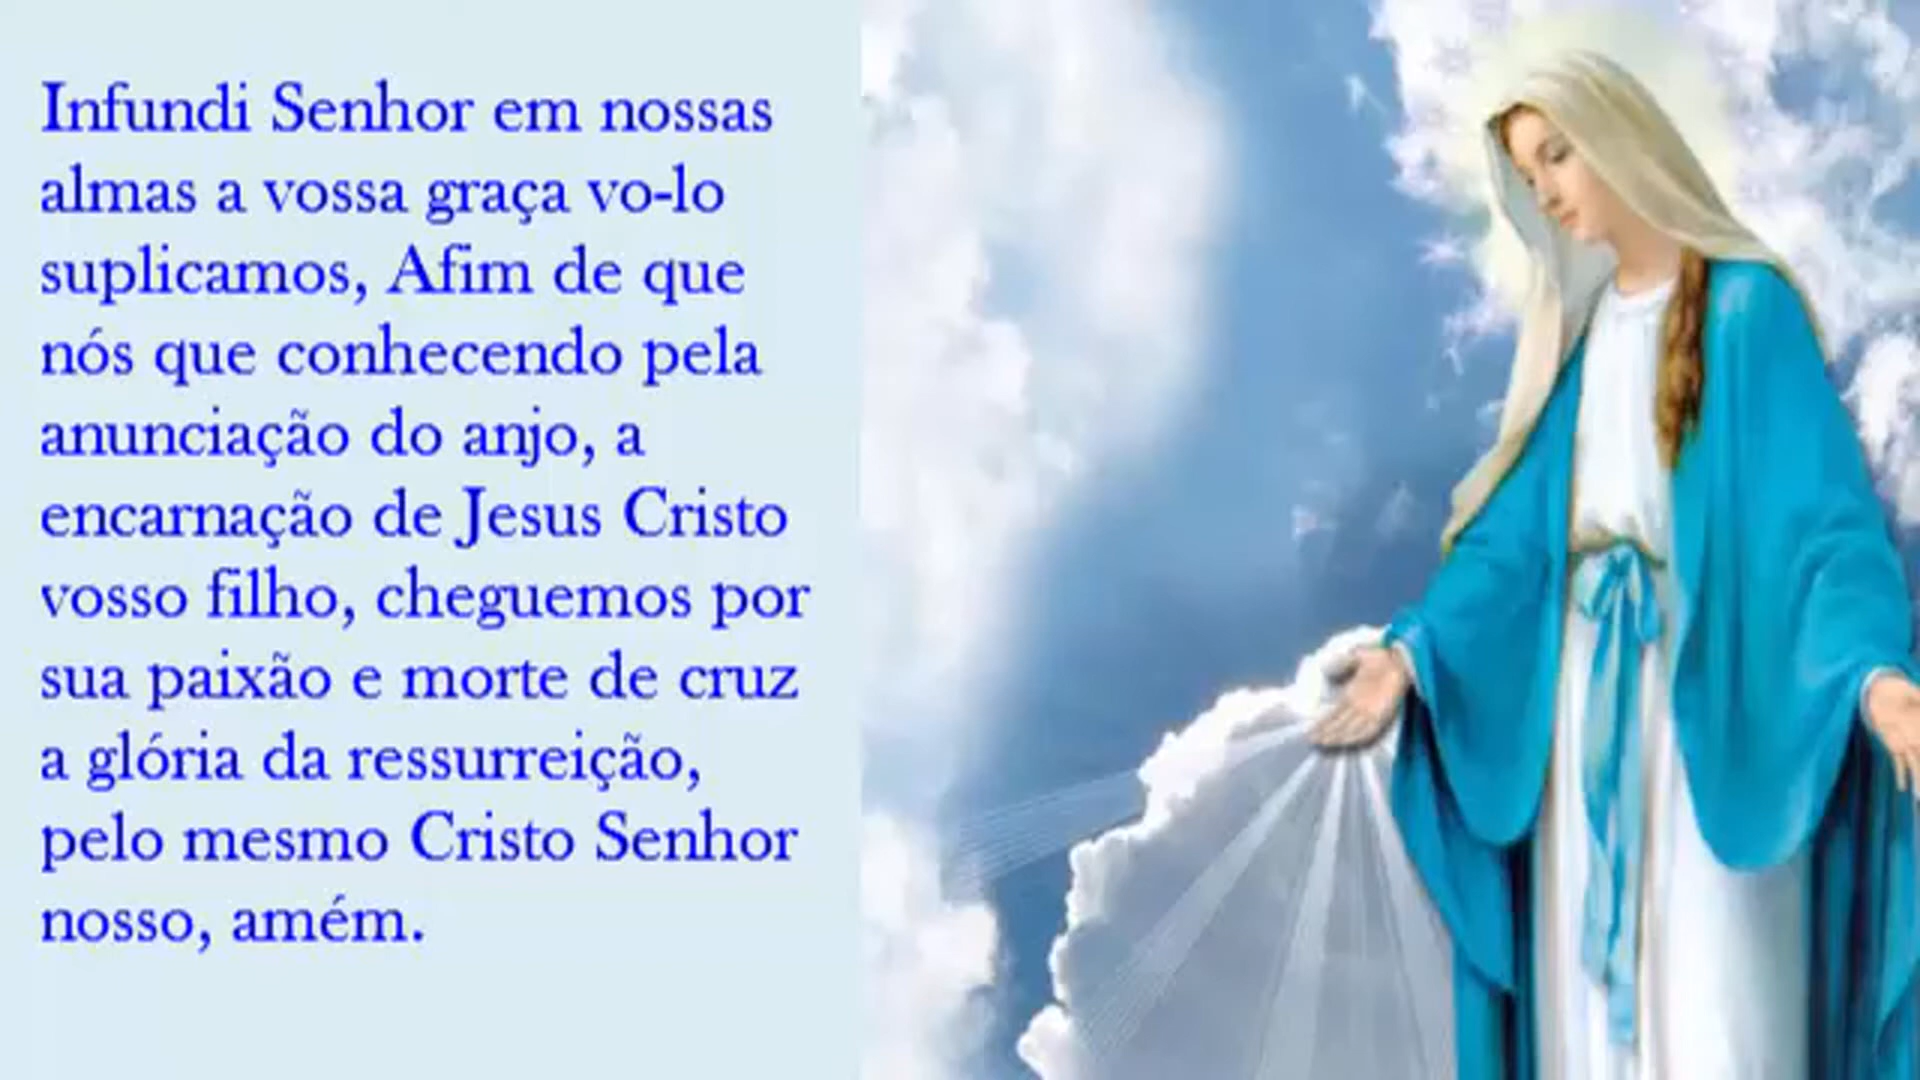 Infundi Senhor em nossas
almas a vossa graça vo-lo
suplicamos, Afim de que
nós que conhecendo pela
anunciação do anjo, a
encarnação de Jesus Cristo
vosso filho, cheguemos por
sua paixão e morte de cruz
a glória da ressurreição,
pelo mesmo Cristo Senhor
nosso, amém.